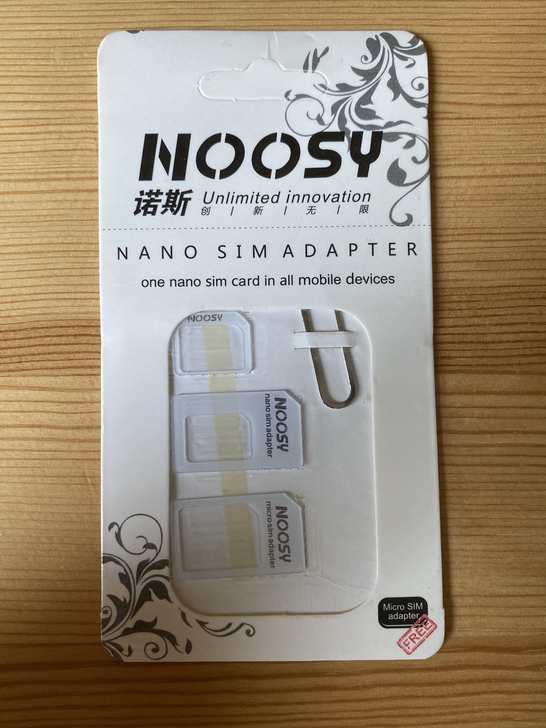 NOOSY
诺斯 Unlimited innovation
创 | 新 | 无 | 限
NANO SIM ADAPTER
one nano sim card in all mobile devices
NOOSY
NOOSY
nano sim adapter
NOOSY
micro sim adapter
Micro SIM
adapter
FREE